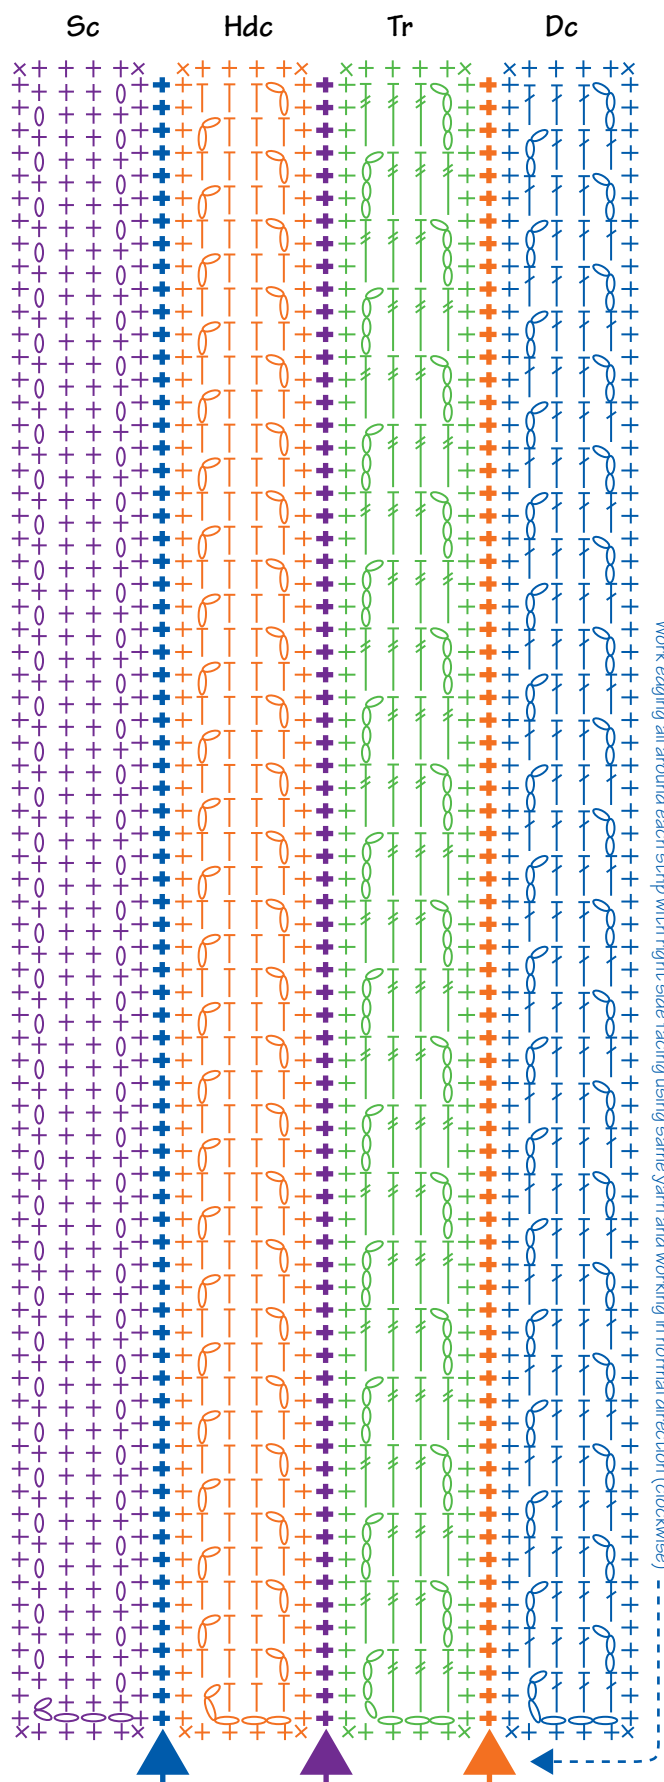 Sc
Hdc
Tr
Dc
work edging all around each strip with right side facing using same yarn and working in normal direction (clockwise)